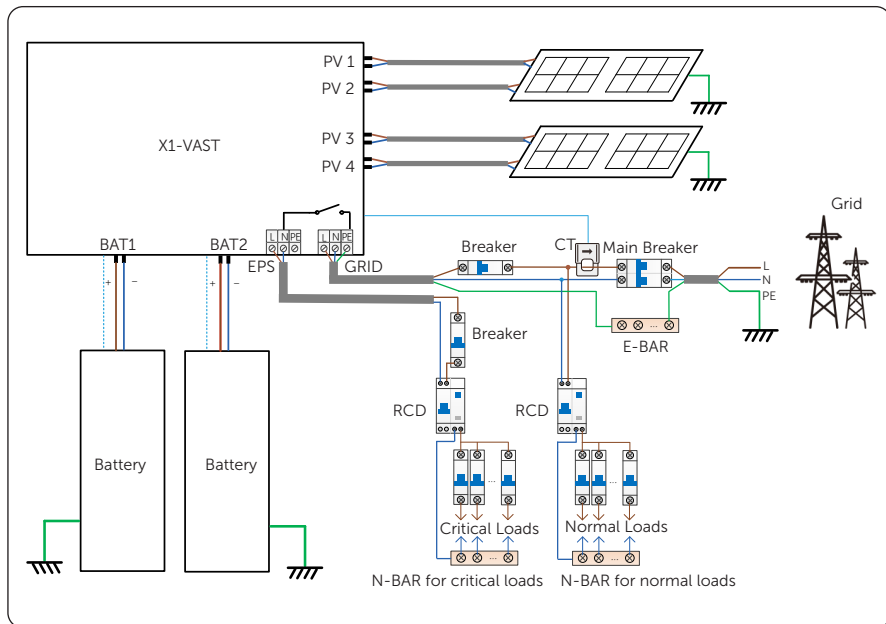 PV 1
PV 2
X1-VAST
PV 3
PV 4
BAT1
BAT2
L N PE
L N PE
EPS
GRID
+ −
+ −
Breaker
CT
Main Breaker
Grid
L
N
PE
...
E-BAR
Breaker
RCD
RCD
Battery
Battery
...
...
Critical Loads
Normal Loads
...
...
N-BAR for critical loads
N-BAR for normal loads